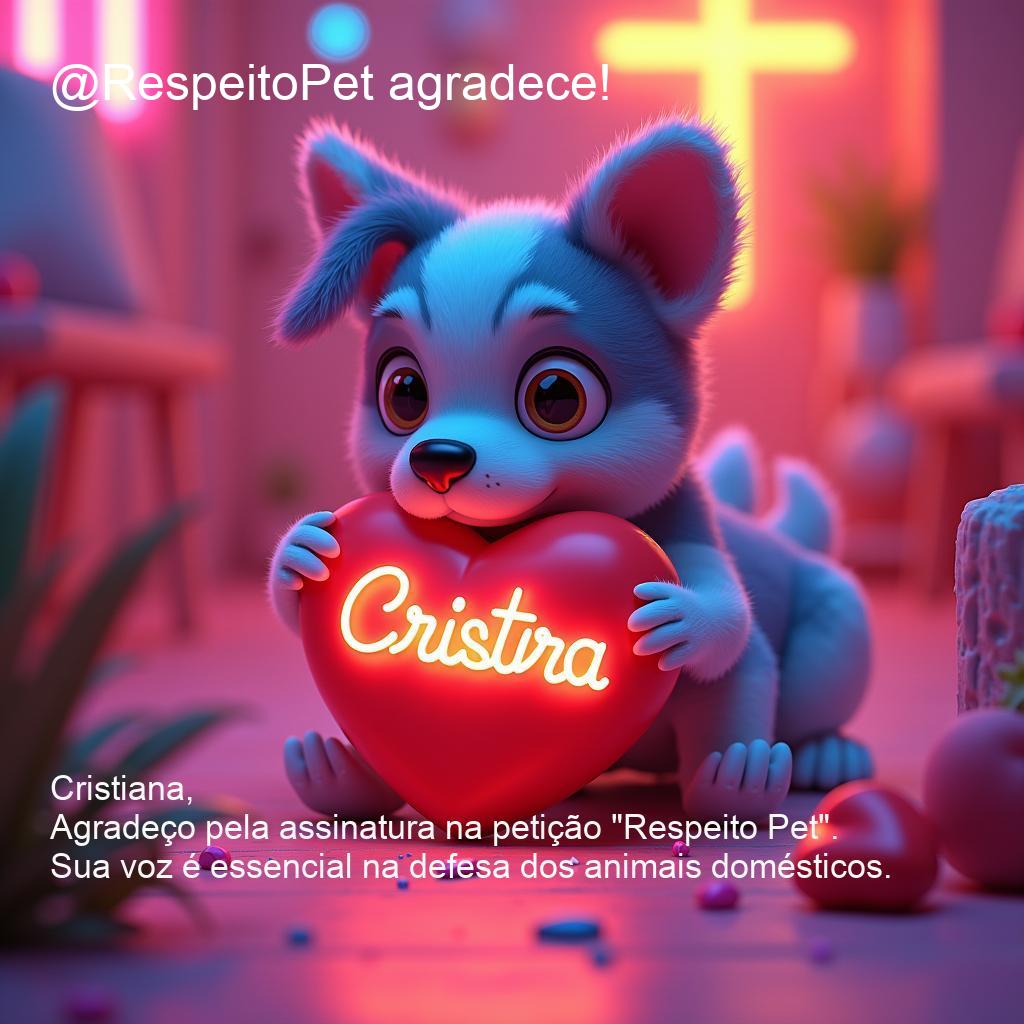 @RespeitoPet agradece!
Cristira
Cristiana,
Agradeço pela assinatura na petição "Respeito Pet".
Sua voz é essencial na defesa dos animais domésticos.